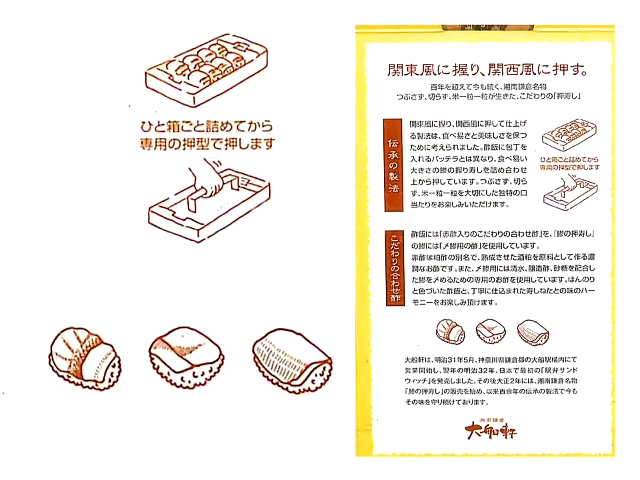 ひと箱ごと詰めてから
専用の押型で押します
関東風に握り、関西風に押す。
百年を超えて今も続く、湘南鎌倉名物
つぶさず、切らず、米一粒一粒が生きた、こだわりの「押寿し」
伝承の製法
関東風に握り、関西風に押して仕上げ
る製法は、食べ易さと美味しさを保つ
ために考えられました。酢飯に包丁を
入れるバッテラとは異なり、食べ易い
大きさの鯵の握り寿しを詰め合わせ
上から押しています。つぶさず、切ら
ず、米一粒一粒を大切にした独特の口
当たりをお楽しみいただけます。
ひと箱ごと詰めてから
専用の押型で押します
こだわりの合わせ酢
酢飯には「赤酢入りのこだわりの合わせ酢」を、「鯵の押寿し」
の鯵には「〆鯵用の酢」を使用しています。
赤酢は粕酢の別名で、熟成させた酒粕を原料として作る濃
潤なお酢です。また、〆鯵用には清水、醸造酢、砂糖を配合し
た鯵を〆めるための専用のお酢を使用しています。ほんのり
と色づいた酢飯と、丁寧に仕込まれた寿しねたとの味のハー
モニーをお楽しみ頂けます。
大船軒は、明治31年5月、神奈川県鎌倉郡の大船駅構内にて
営業開始し、翌年の明治32年、日本で最初の「駅弁サンド
ウィッチ」を発売しました。その後大正2年には、湘南鎌倉名物
「鯵の押寿し」の販売を始め、以来百余年の伝承の製法で今も
その味を守り続けております。
湘南鎌倉
大船軒